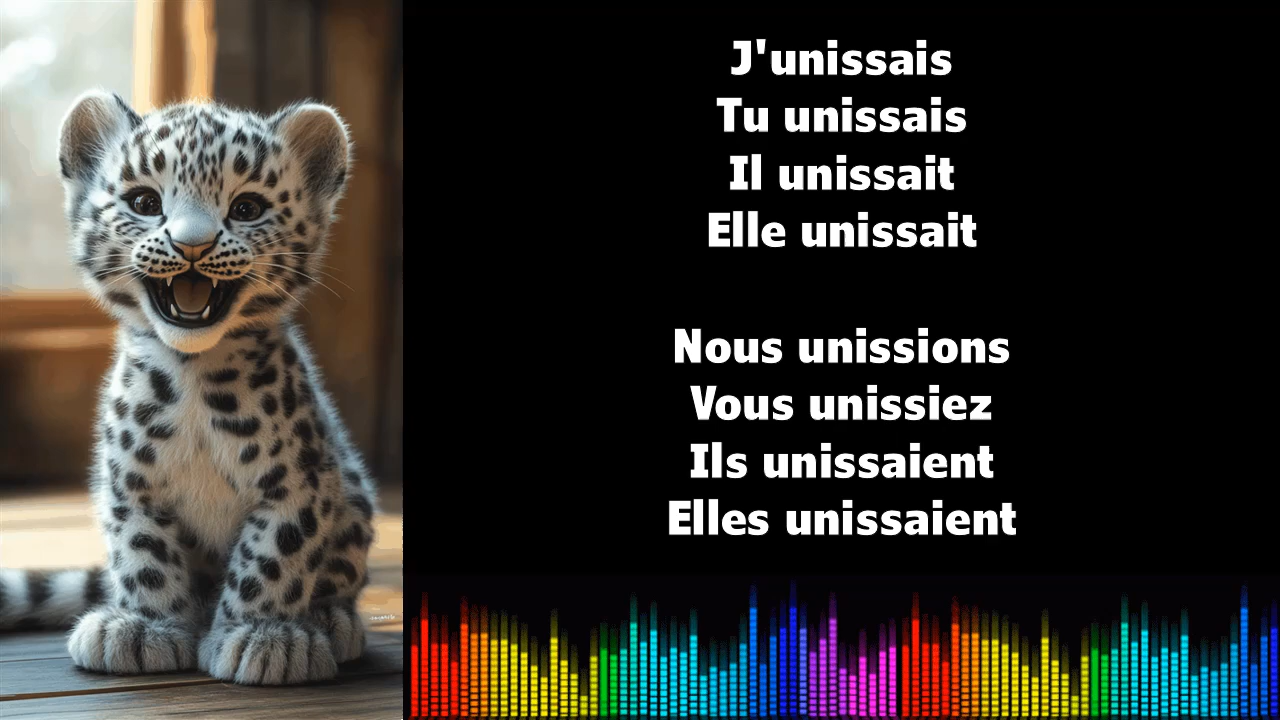 J'unissais
Tu unissais
Il unissait
Elle unissait
Nous unissions
Vous unissiez
Ils unissaient
Elles unissaient